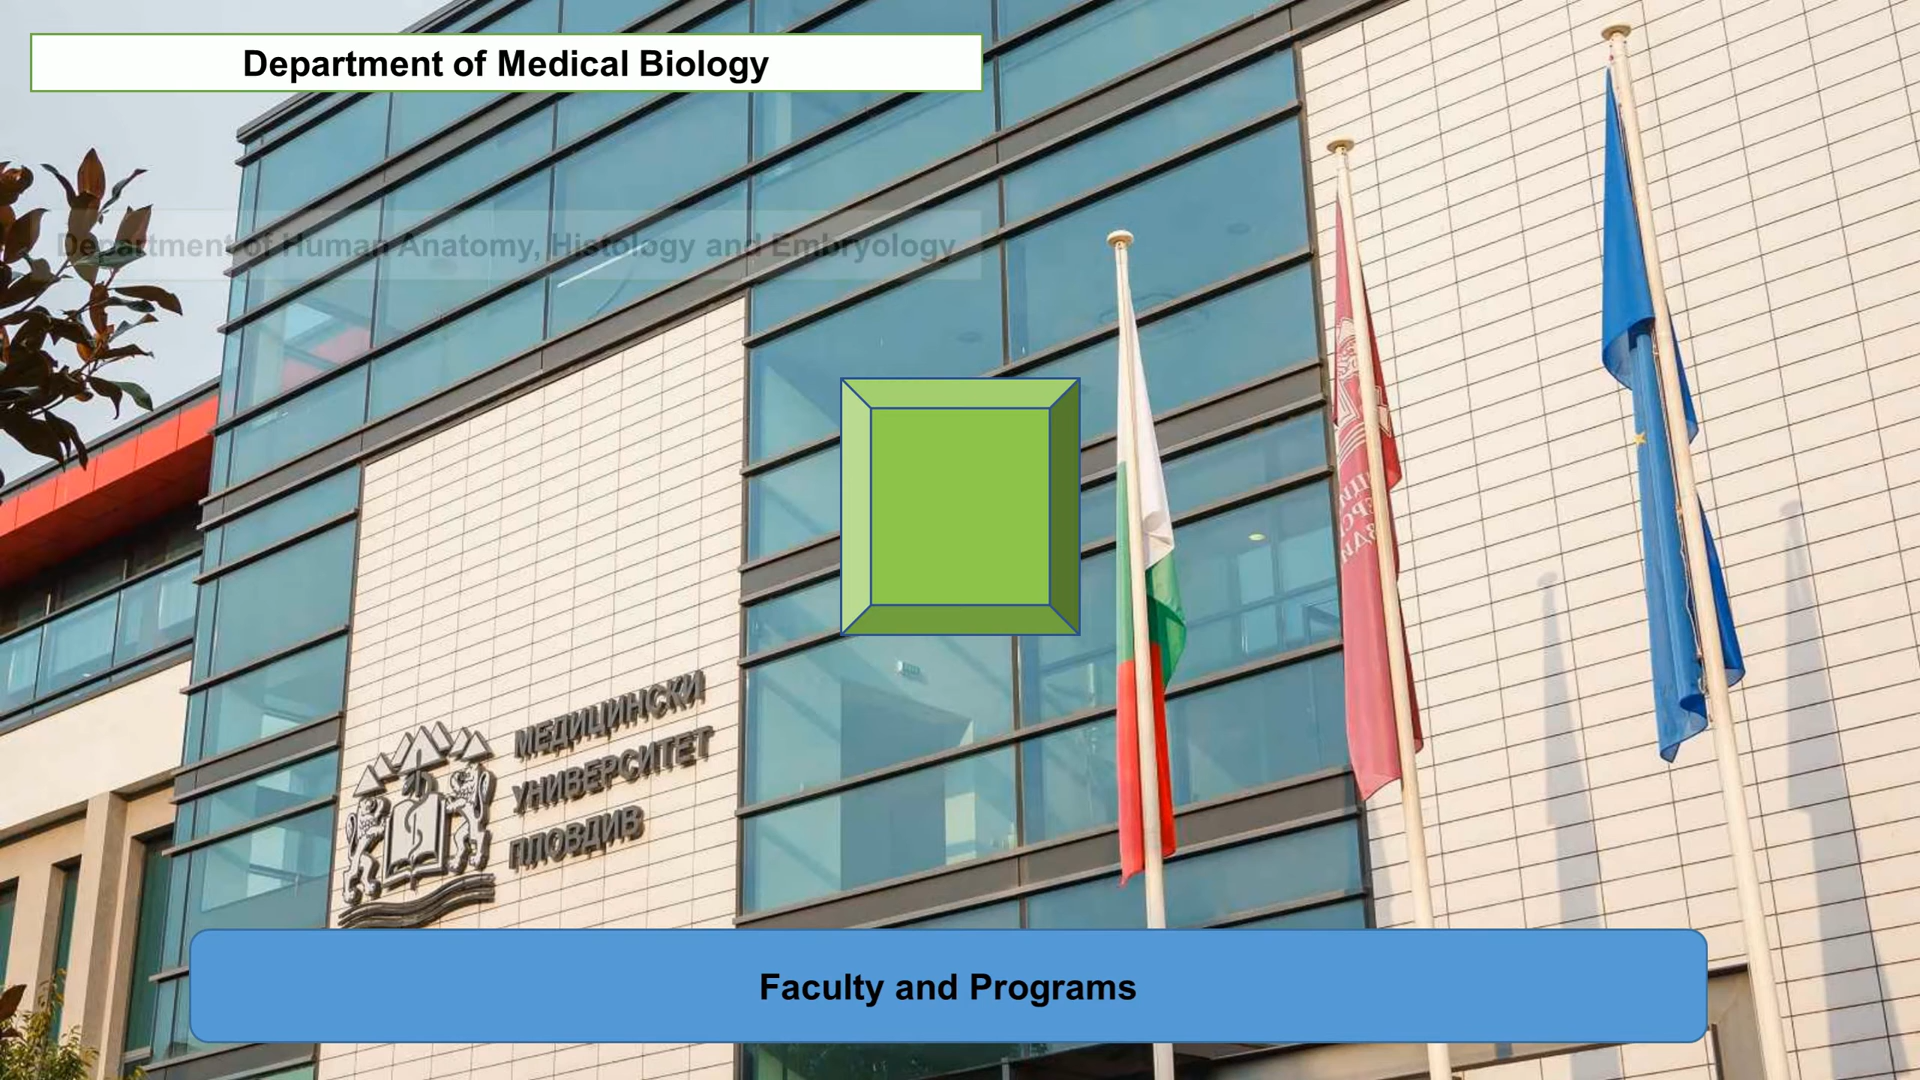 Department of Medical Biology
Department of Human Anatomy, Histology and Embryology
МЕДИЦИНСКИ
УНИВЕРСИТЕТ
ПЛОВДИВ
Faculty and Programs